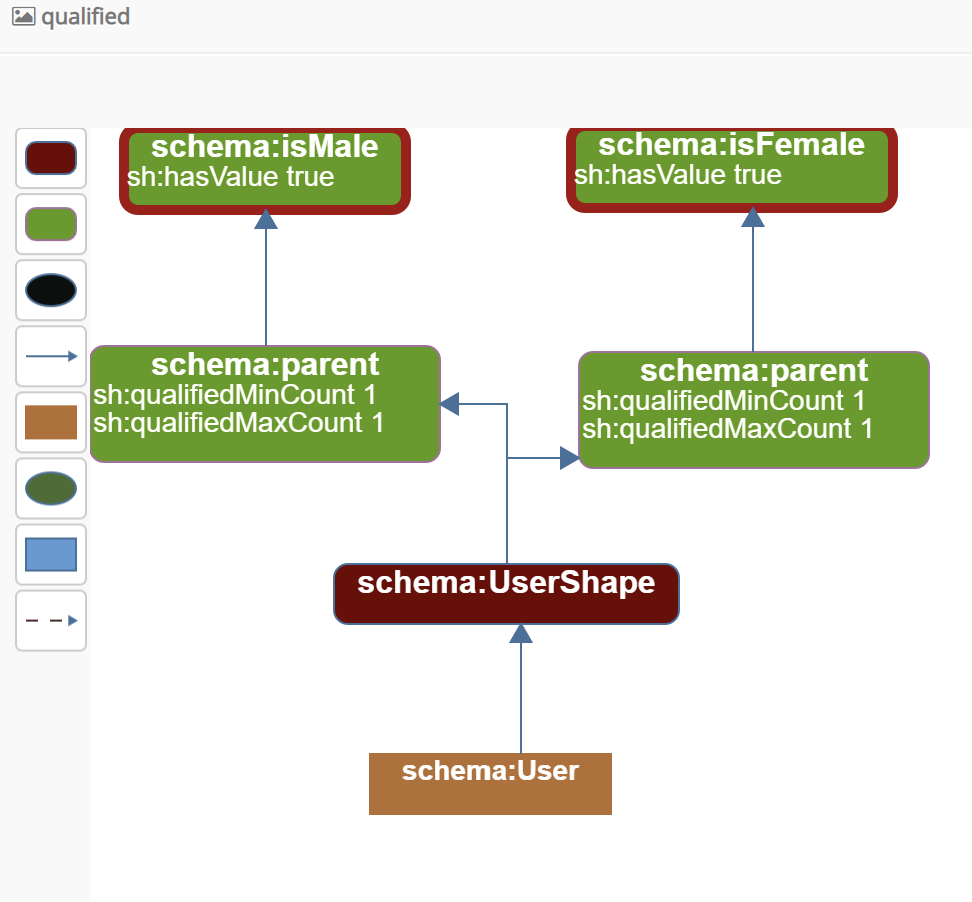 qualified
schema:isMale
sh:hasValue true
schema:isFemale
sh:hasValue true
schema:parent
sh:qualifiedMinCount 1
sh:qualifiedMaxCount 1
schema:parent
sh:qualifiedMinCount 1
sh:qualifiedMaxCount 1
schema:UserShape
schema:User